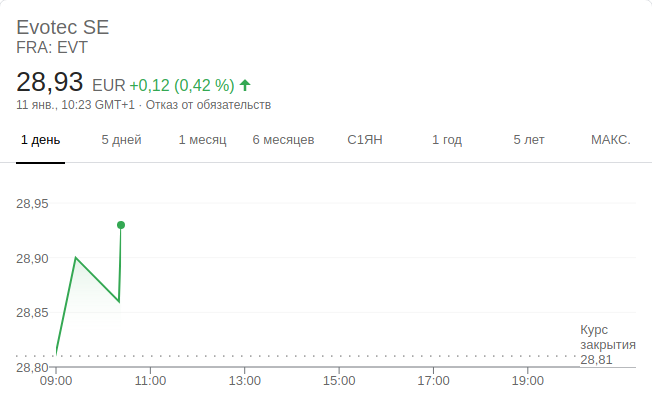 Evotec SE
FRA: EVT
28,93 EUR +0,12 (0,42 %)
11 янв., 10:23 GMT+1 · Отказ от обязательств
1 день 5 дней 1 месяц 6 месяцев С1ЯН 1 год 5 лет МАКС.
28,95
28,90
28,85
Курс
закрытия
28,81
28,80
09:00 11:00 13:00 15:00 17:00 19:00